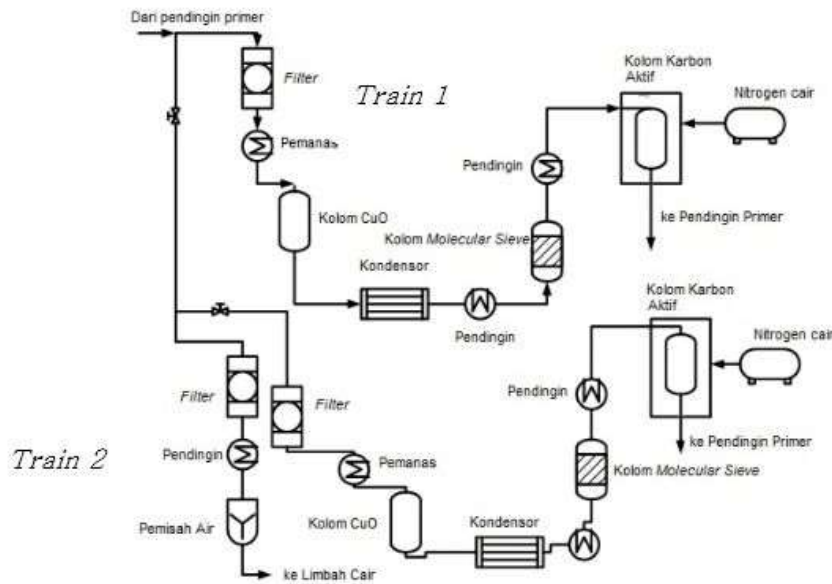 Dari pendingin primer
Filter
Train 1
Pemanas
Kolom CuO
Kondensor
Pendingin
Kolom Molecular Sieve
Pendingin
Kolom Karbon
Aktif
Nitrogen cair
ke Pendingin Primer
Train 2
Filter
Pendingin
Pemisah Air
ke Limbah Cair
Filter
Pemanas
Kolom CuO
Kondensor
Kolom Molecular Sieve
Pendingin
Kolom Karbon
Aktif
Nitrogen cair
ke Pendingin Primer